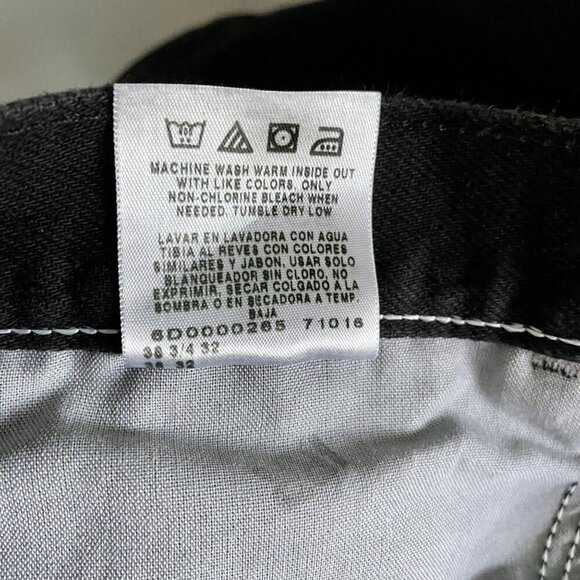 MACHINE WASH WARM INSIDE OUT
WITH LIKE COLORS. ONLY
NON-CHLORINE BLEACH WHEN
NEEDED. TUMBLE DRY LOW
LAVAR EN LAVADORA CON AGUA
TIBIA AL REVES CON COLORES
SIMILARES Y JABON. USAR SOLO
BLANQUEADOR SIN CLORO. NO
EXPRIMIR. SECAR COLGADO A LA
SOMBRA O EN SECADORA A TEMP.
BAJA
6D0000265 71016
3/4 32
32